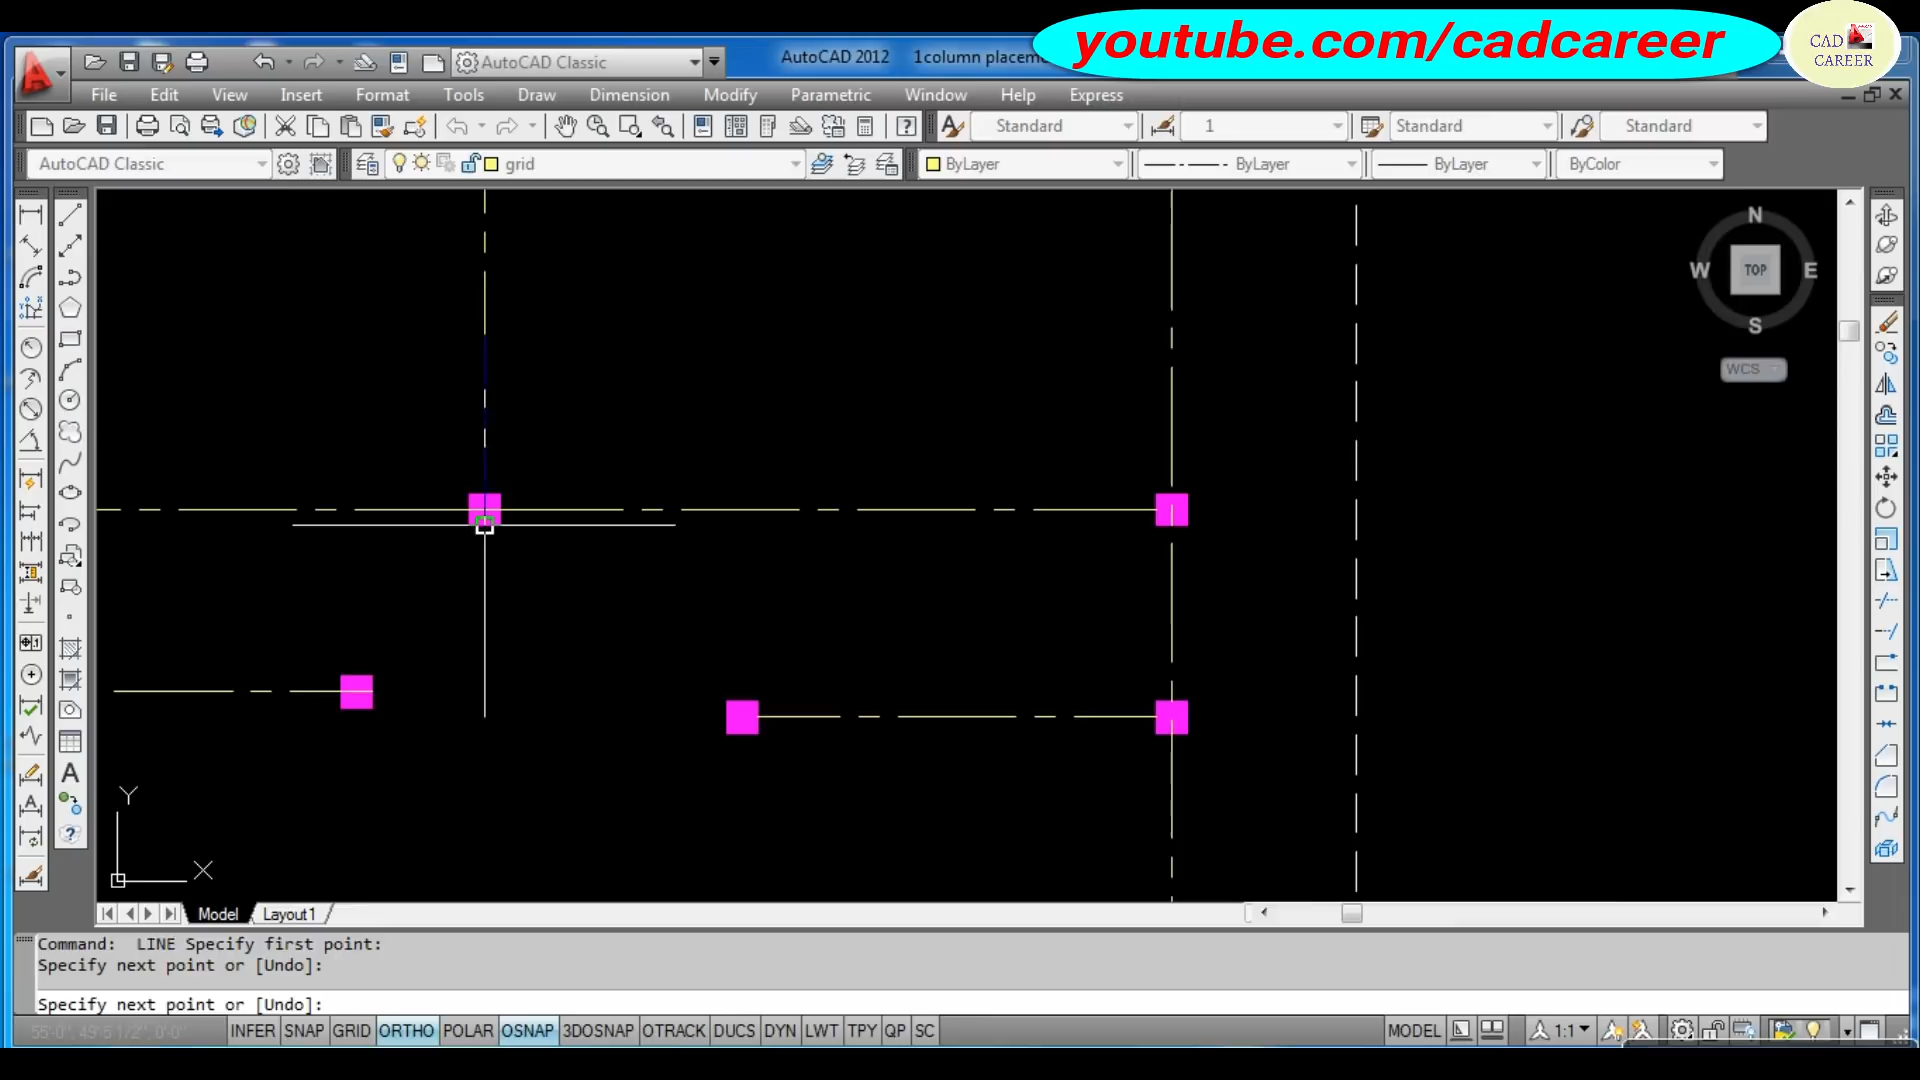 youtube.com/cadcareer
CAD
CAREER
AutoCAD Classic
AutoCAD 2012 1column placeme
File Edit View Insert Format Tools Draw Dimension Modify Parametric Window Help Express
Standard 1 Standard Standard
AutoCAD Classic grid ByLayer ByLayer ByLayer ByColor
N
W TOP E
S
WCS
Y
X
Model Layout1
Command: LINE Specify first point:
Specify next point or [Undo]:
Specify next point or [Undo]:
INFER SNAP GRID ORTHO POLAR OSNAP 3DOSNAP OTRACK DUCS DYN LWT TPY QP SC MODEL 1:1